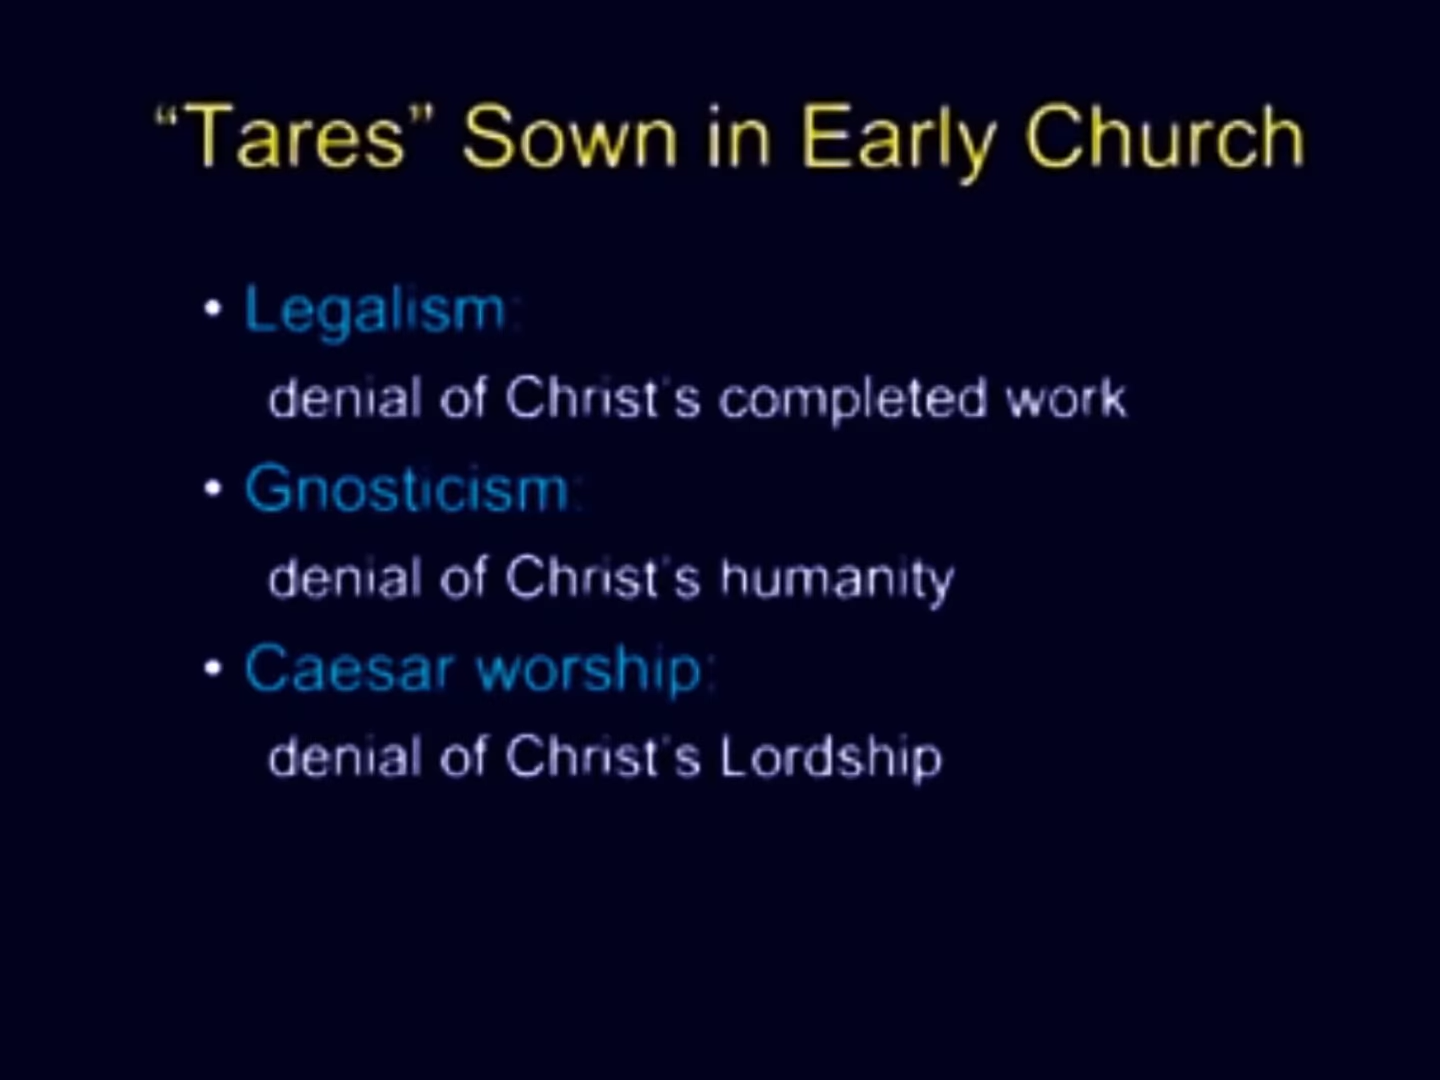 “Tares” Sown in Early Church
• Legalism:
denial of Christ's completed work
• Gnosticism:
denial of Christ's humanity
• Caesar worship:
denial of Christ's Lordship